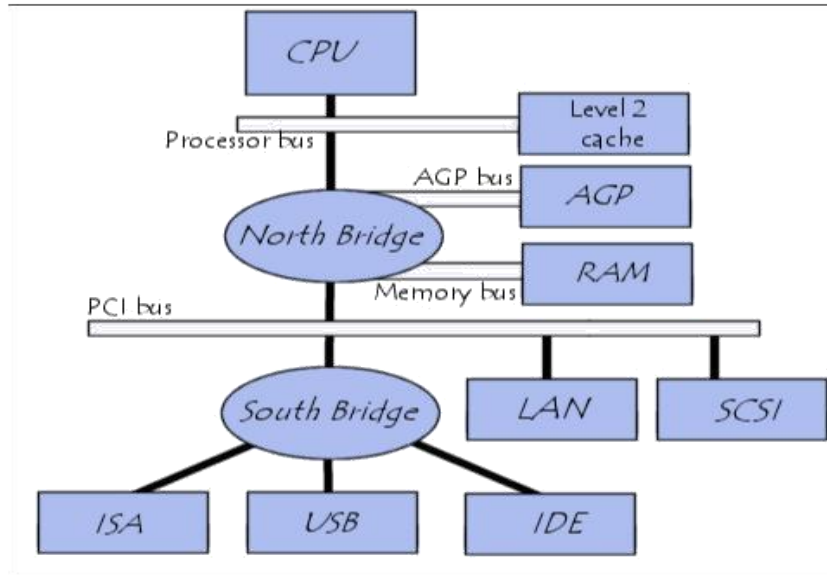 CPU
Level 2
cache
Processor bus
AGP bus
AGP
North Bridge
RAM
Memory bus
PCI bus
South Bridge
LAN
SCSI
ISA
USB
IDE